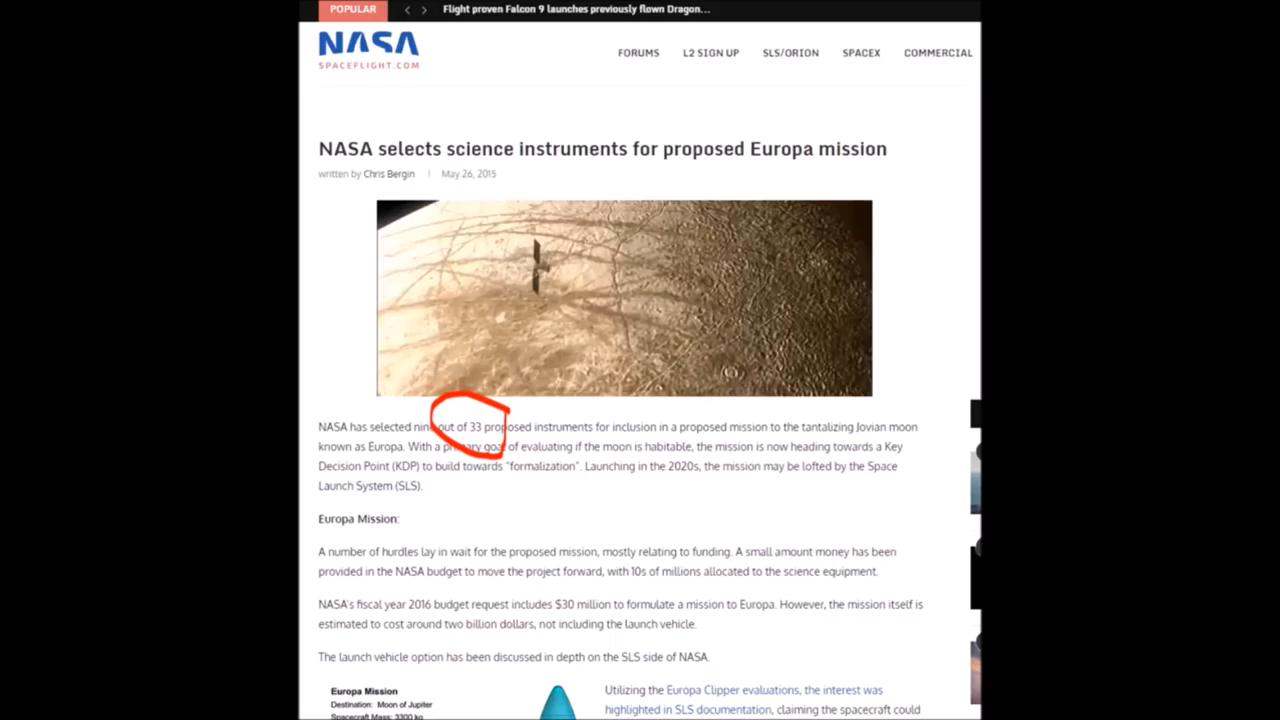 POPULAR
Flight proven Falcon 9 launches previously flown Dragon...
NASA
SPACEFLIGHT.COM
FORUMS L2 SIGN UP SLS/ORION SPACEX COMMERCIAL
NASA selects science instruments for proposed Europa mission
written by Chris Bergin | May 26, 2015
NASA has selected nine out of 33 proposed instruments for inclusion in a proposed mission to the tantalizing Jovian moon
known as Europa. With a primary goal of evaluating if the moon is habitable, the mission is now heading towards a Key
Decision Point (KDP) to build towards "formalization". Launching in the 2020s, the mission may be lofted by the Space
Launch System (SLS).
Europa Mission:
A number of hurdles lay in wait for the proposed mission, mostly relating to funding. A small amount money has been
provided in the NASA budget to move the project forward, with 10s of millions allocated to the science equipment.
NASA's fiscal year 2016 budget request includes $30 million to formulate a mission to Europa. However, the mission itself is
estimated to cost around two billion dollars, not including the launch vehicle.
The launch vehicle option has been discussed in depth on the SLS side of NASA.
Europa Mission
Destination: Moon of Jupiter
Spacecraft Mass: 3300 kg
Utilizing the Europa Clipper evaluations, the interest was
highlighted in SLS documentation, claiming the spacecraft could